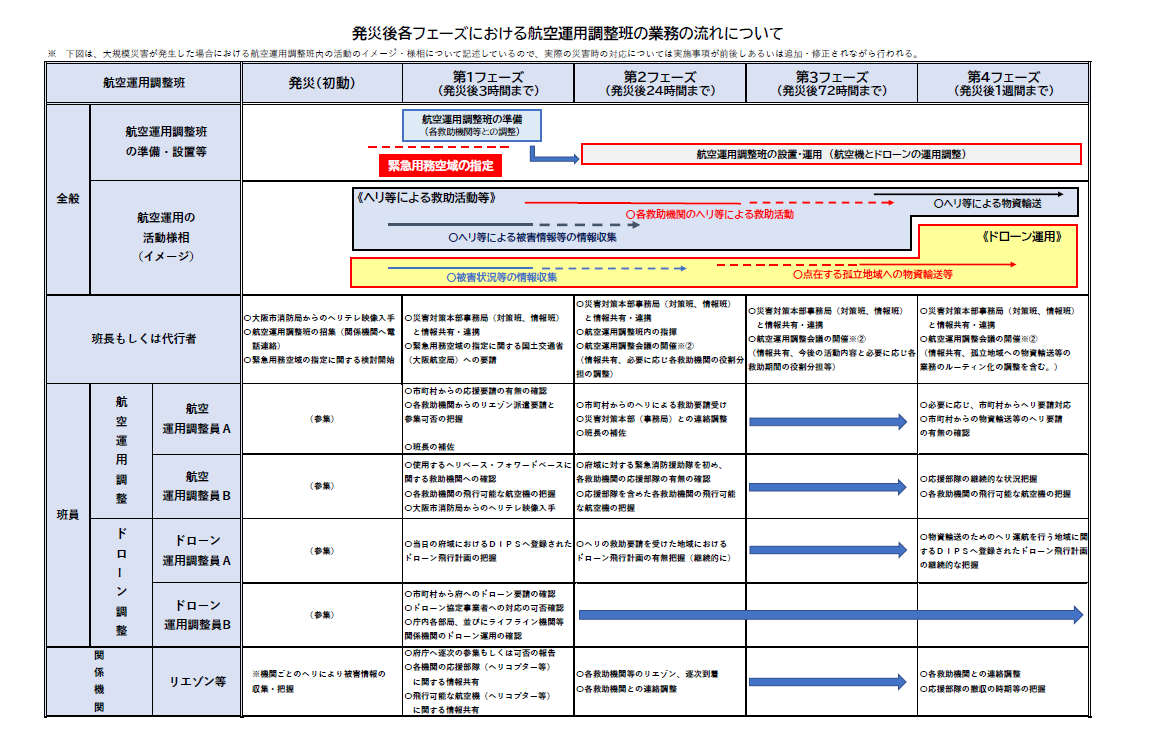 発災後各フェーズにおける航空運用調整班の業務の流れについて
※　下図は、大規模災害が発生した場合における航空運用調整班内の活動のイメージ・様相について記述しているので、実際の災害時の対応については実施事項が前後しあるいは追加・修正されながら行われる。
航空運用調整班
発災（初動）
第1フェーズ
（発災後3時間まで）
第2フェーズ
（発災後24時間まで）
第3フェーズ
（発災後72時間まで）
第4フェーズ
（発災後1週間まで）
全般
航空運用調整班
の準備・設置等
航空運用調整班の準備
（各救助機関等との調整）
緊急用務空域の指定
航空運用調整班の設置・運用（航空機とドローンの運用調整）
航空運用の
活動様相
（イメージ）
《ヘリ等による救助活動等》
〇各救助機関のヘリ等による救助活動
〇ヘリ等による物資輸送
〇ヘリ等による被害情報等の情報収集
《ドローン運用》
〇被害状況等の情報収集
〇点在する孤立地域への物資輸送等
班長もしくは代行者
〇大阪市消防局からのヘリテレ映像入手
〇航空運用調整班の招集（関係機関へ電
話連絡）
〇緊急用務空域の指定に関する検討開始
〇災害対策本部事務局（対策班、情報班）
と情報共有・連携
〇緊急用務空域の指定に関する国土交通省
（大阪航空局）への要請
〇災害対策本部事務局（対策班、情報班）
と情報共有・連携
〇航空運用調整班内の指揮
〇航空運用調整会議の開催※②
（情報共有、必要に応じ各救助機関の役割分
担の調整）
〇災害対策本部事務局（対策班、情報班）
と情報共有・連携
〇航空運用調整会議の開催※②
（情報共有、今後の活動内容と必要に応じ各
救助期間の役割分担等）
〇災害対策本部事務局（対策班、情報班）
と情報共有・連携
〇航空運用調整会議の開催※②
（情報共有、孤立地域への物資輸送等の
業務のルーティン化の調整を含む。）
班員
航空運用調整
航空
運用調整員A
（参集）
〇市町村からの応援要請の有無の確認
〇各救助機関からのリエゾン派遣要請と
参集可否の把握
〇班長の補佐
〇市町村からのヘリによる救助要請受け
〇災害対策本部（事務局）との連絡調整
〇班長の補佐
〇必要に応じ、市町村からヘリ要請対応
〇市町村からの物資輸送等のヘリ要請
の有無の確認
航空
運用調整員B
（参集）
〇使用するヘリベース・フォワードベースに
関する救助機関への確認
〇各救助機関の飛行可能な航空機の把握
〇大阪市消防局からのヘリテレ映像入手
〇府域に対する緊急消防援助隊を初め、
各救助機関の応援部隊の有無の確認
〇応援部隊を含めた各救助機関の飛行可能
な航空機の把握
〇応援部隊の継続的な状況把握
〇各救助機関の飛行可能な航空機の把握
ドローン調整
ドローン
運用調整員A
（参集）
〇当日の府域におけるＤＩＰＳへ登録された
ドローン飛行計画の把握
〇ヘリの救助要請を受けた地域における
ドローン飛行計画の有無把握（継続的に）
〇物資輸送のためのヘリ運航を行う地域に関
するＤＩＰＳへ登録されたドローン飛行計画
の継続的な把握
ドローン
運用調整員B
（参集）
〇市町村から府へのドローン要請の確認
〇ドローン協定事業者への対応の可否確認
〇庁内各部局、並びにライフライン機関等
関係機関のドローン運用の確認
関係機関
リエゾン等
※機関ごとのヘリにより被害情報の
収集・把握
〇府庁へ逐次の参集もしくは可否の報告
〇各機関の応援部隊（ヘリコプター等）
に関する情報共有
〇飛行可能な航空機（ヘリコプター等）
に関する情報共有
〇各救助機関等のリエゾン、逐次到着
〇各救助機関との連絡調整
〇各救助機関との連絡調整
〇応援部隊の撤収の時期等の把握